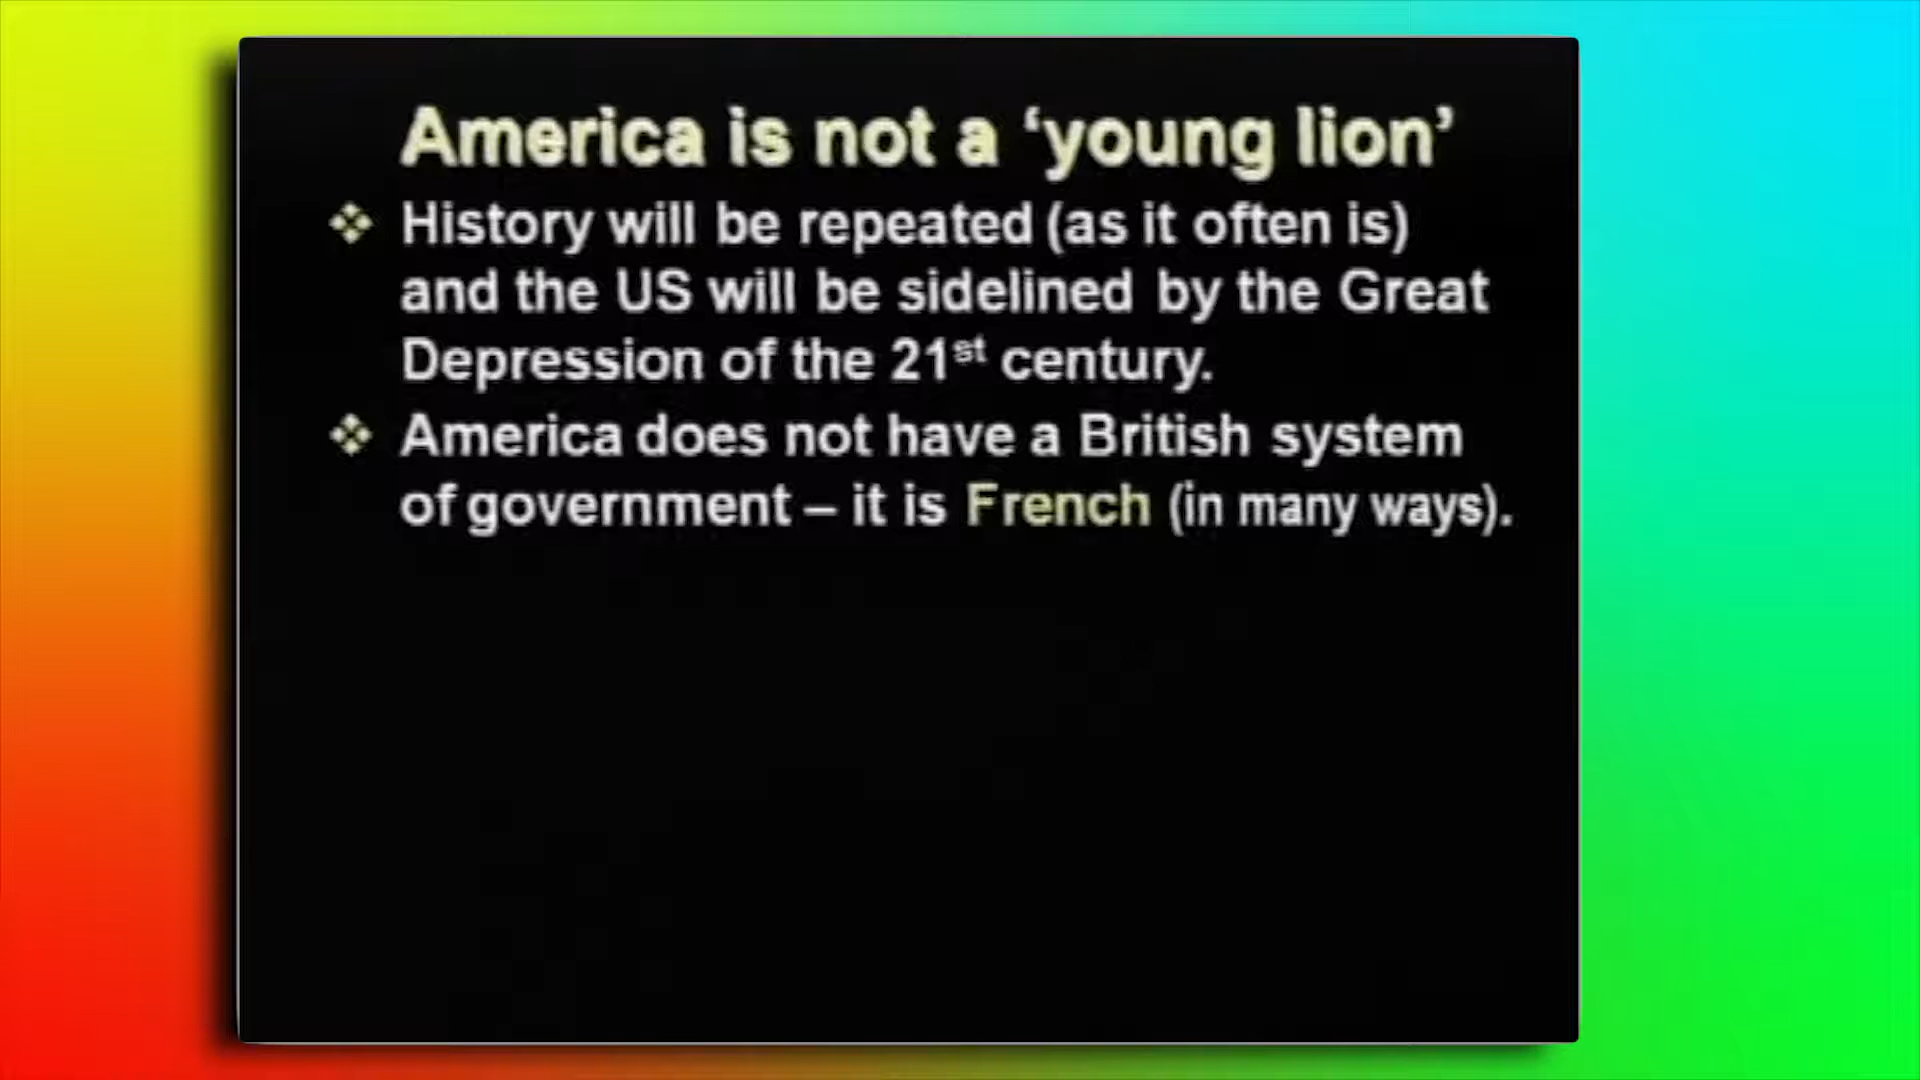 America is not a ‘young lion’
History will be repeated (as it often is)
and the US will be sidelined by the Great
Depression of the 21st century.
America does not have a British system
of government – it is French (in many ways).